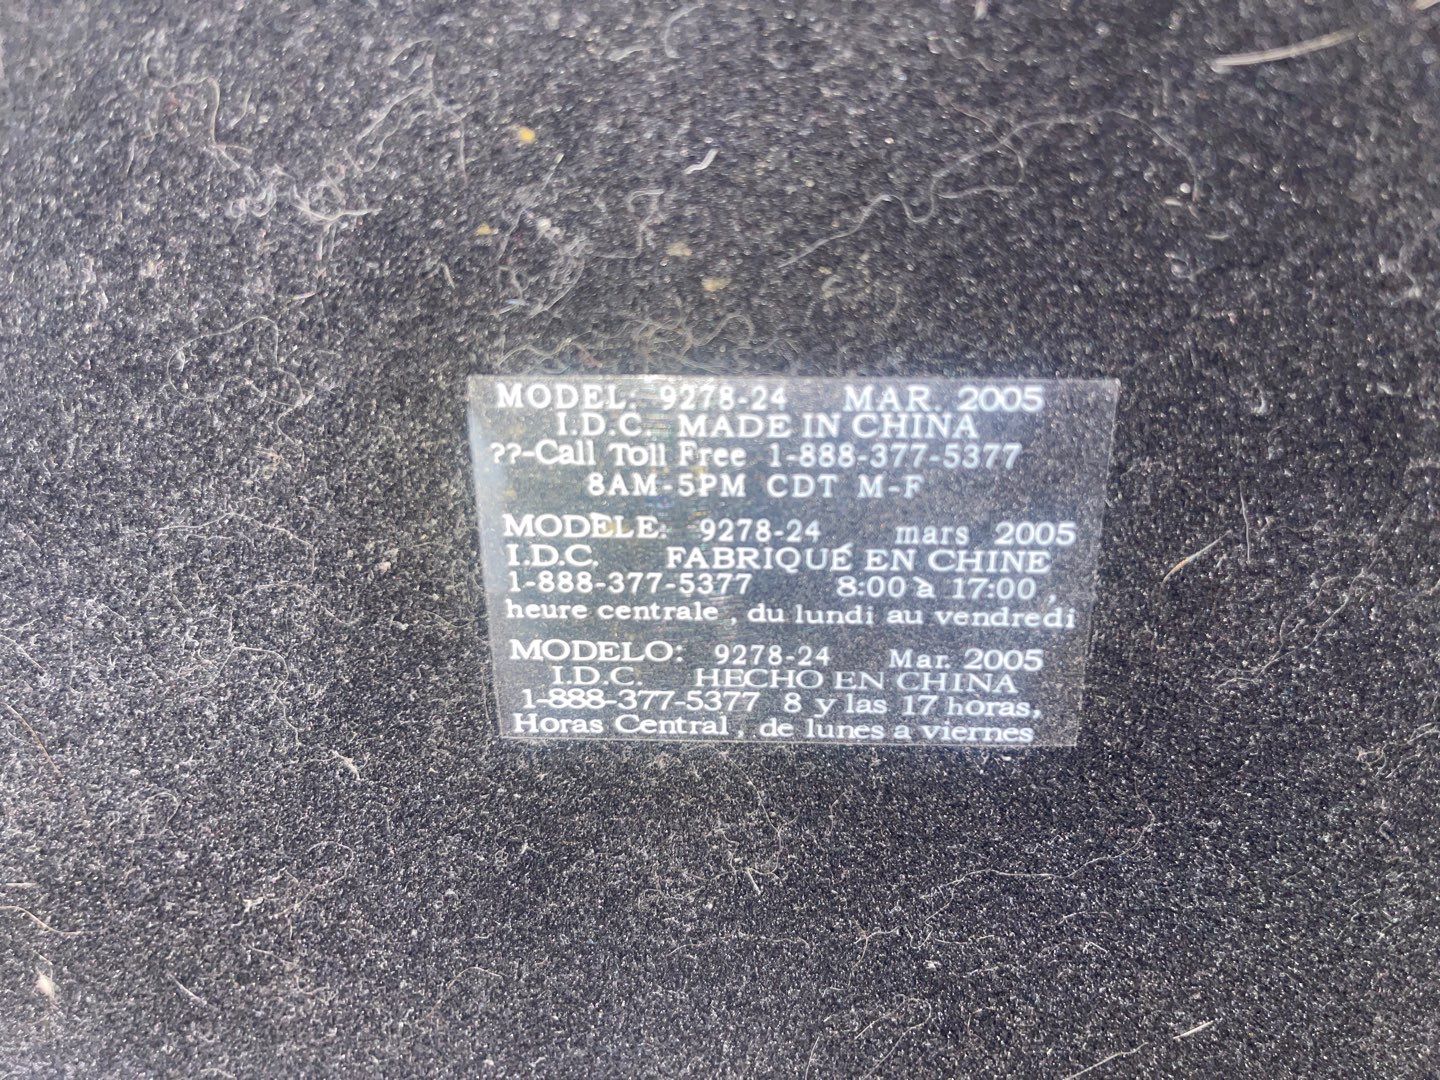 MODEL: 9278-24 MAR. 2005
I.D.C. MADE IN CHINA
??-Call Toll Free 1-888-377-5377
8AM-5PM CDT M-F
MODÈLE: 9278-24 mars 2005
I.D.C. FABRIQUÉ EN CHINE
1-888-377-5377 8:00 à 17:00 ,
heure centrale , du lundi au vendredi
MODELO: 9278-24 Mar. 2005
I.D.C. HECHO EN CHINA
1-888-377-5377 8 y las 17 horas,
Horas Central , de lunes a viernes